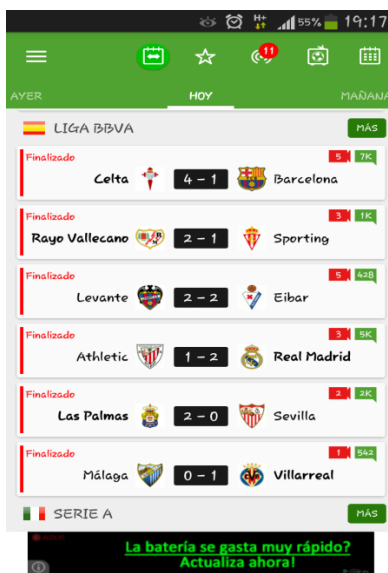 H+ 55% 19:17
11
AYER HOY MAÑANA
LIGA BBVA MÁS
Finalizado 5 7K
Celta 4 - 1 Barcelona
Finalizado 3 1K
Rayo Vallecano 2 - 1 Sporting
Finalizado 5 428
Levante 2 - 2 Eibar
Finalizado 3 5K
Athletic 1 - 2 Real Madrid
Finalizado 2 2K
Las Palmas 2 - 0 Sevilla
Finalizado 1 542
Málaga 0 - 1 Villarreal
SERIE A MÁS
La batería se gasta muy rápido?
Actualiza ahora!